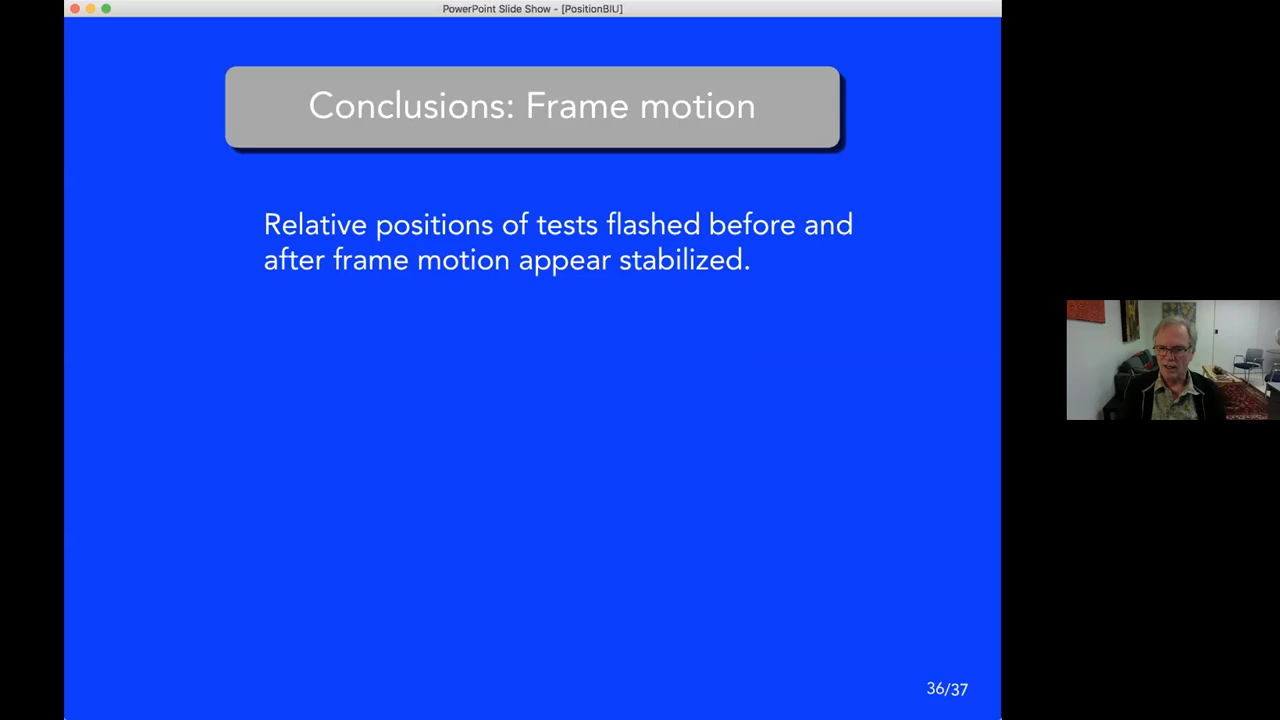 PowerPoint Slide Show - [PositionBIU]
Conclusions: Frame motion
Relative positions of tests flashed before and
after frame motion appear stabilized.
36/37